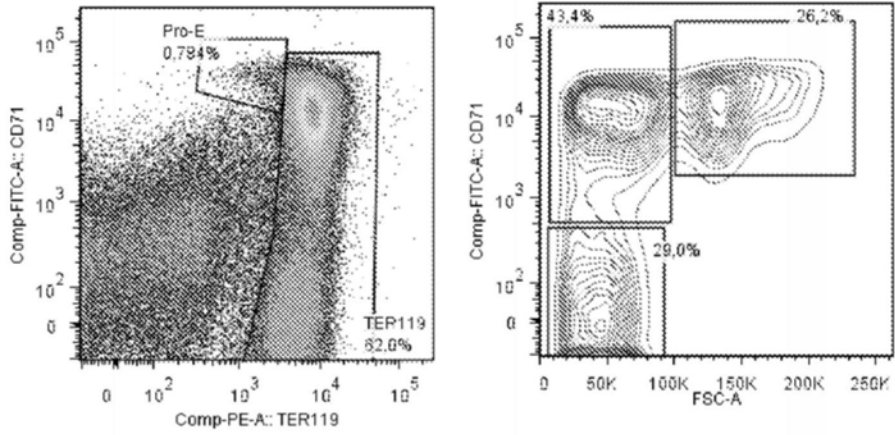 Pro-E
0,784%
10^5
10^4
10^3
10^2
0
Comp-FITC-A:: CD71
TER119
62.0%
0 10^2 10^3 10^4 10^5
Comp-PE-A:: TER119
43,4%
26,2%
10^5
10^4
10^3
10^2
0
Comp-FITC-A:: CD71
29,0%
0 50K 100K 150K 200K 250K
FSC-A